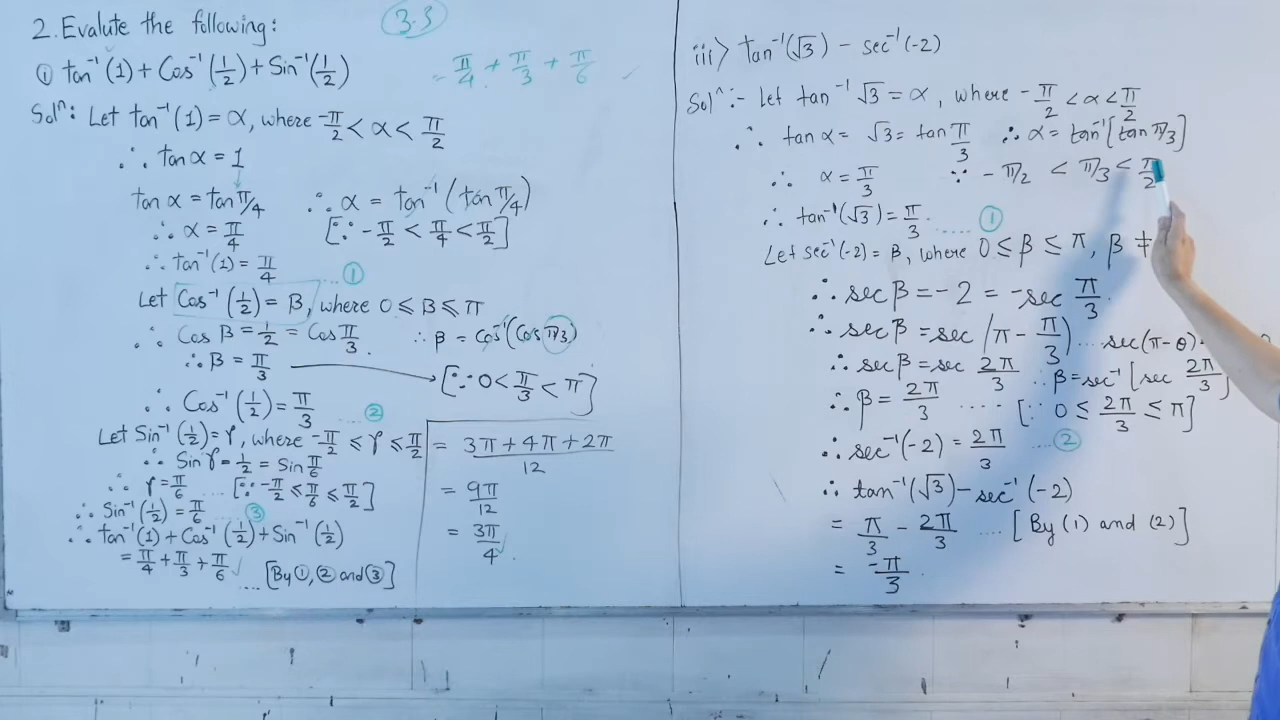 2. Evalute the following:
3.3
① tan⁻¹(1) + Cos⁻¹(1/2) + Sin⁻¹(1/2)
= π/4 + π/3 + π/6 ✓
Solⁿ: Let tan⁻¹(1) = α, where -π/2 < α < π/2
∴ tan α = 1
tan α = tan π/4 ∴ α = tan⁻¹(tan π/4)
∴ α = π/4 [∵ -π/2 < π/4 < π/2]
∴ tan⁻¹(1) = π/4 ..... ①
Let Cos⁻¹(1/2) = β, where 0 ≤ β ≤ π
∴ Cos β = 1/2 = Cos π/3. ∴ β = Cos⁻¹(Cos π/3)
∴ β = π/3 → [∵ 0 < π/3 < π]
∴ Cos⁻¹(1/2) = π/3 ..... ②
Let Sin⁻¹(1/2) = γ, where -π/2 ≤ γ ≤ π/2
∴ Sin γ = 1/2 = Sin π/6
∴ γ = π/6 .... [∵ -π/2 ≤ π/6 ≤ π/2]
∴ Sin⁻¹(1/2) = π/6 ..... ③
∴ tan⁻¹(1) + Cos⁻¹(1/2) + Sin⁻¹(1/2)
= π/4 + π/3 + π/6 ✓ .... [By ①, ② and ③]
= 3π + 4π + 2π / 12
= 9π/12
= 3π/4 ✓.
iii> tan⁻¹(√3) - sec⁻¹(-2)
Solⁿ:- Let tan⁻¹ √3 = α, where -π/2 < α < π/2
∴ tan α = √3 = tan π/3 ∴ α = tan⁻¹[tan π/3]
∴ α = π/3 ∵ -π/2 < π/3 < π/2
∴ tan⁻¹(√3) = π/3. ..... ①
Let sec⁻¹(-2) = β, where 0 ≤ β ≤ π, β ≠
∴ sec β = -2 = -sec π/3.
∴ sec β = sec (π - π/3) ... sec(π-θ)
∴ sec β = sec 2π/3 ∴ β = sec⁻¹[sec 2π/3]
∴ β = 2π/3 .... [∵ 0 ≤ 2π/3 ≤ π]
∴ sec⁻¹(-2) = 2π/3 ... ②
∴ tan⁻¹(√3) - sec⁻¹(-2)
= π/3 - 2π/3 .... [By (1) and (2)]
= -π/3.